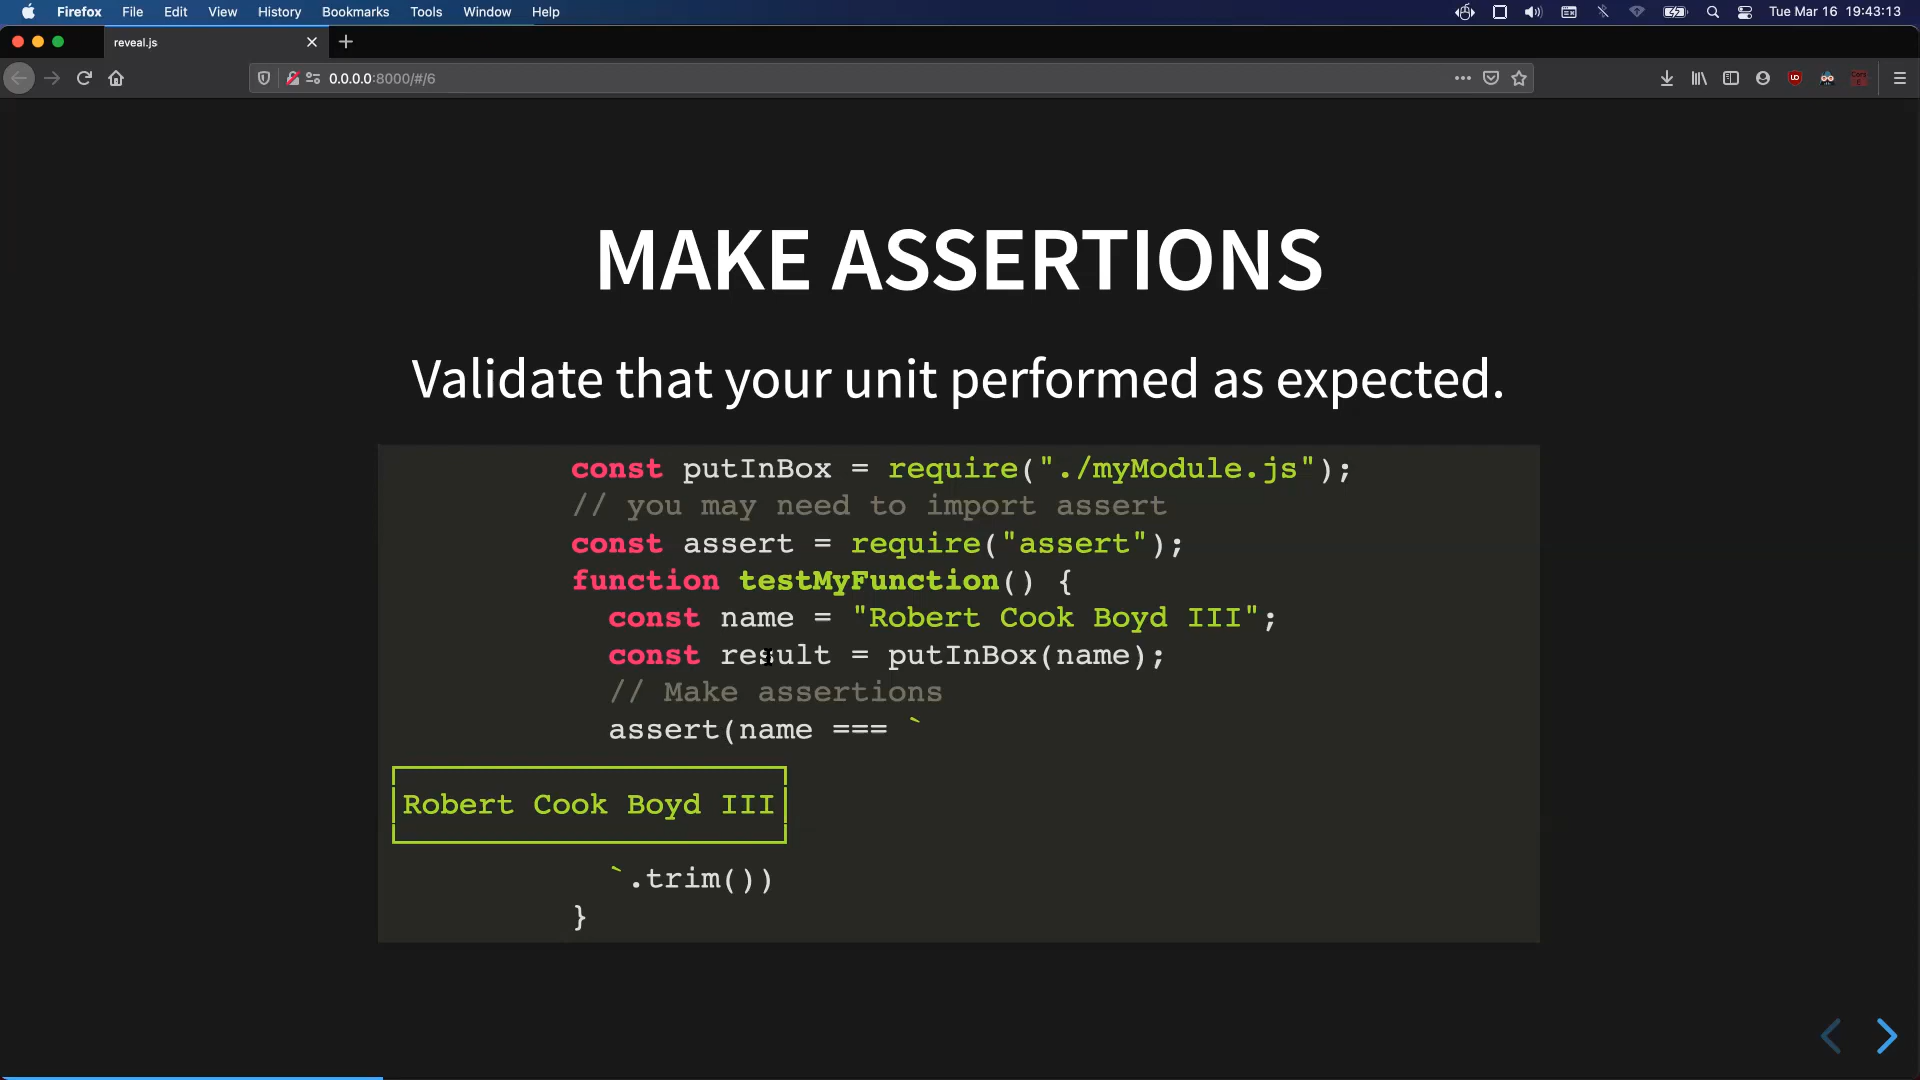 Firefox File Edit View History Bookmarks Tools Window Help Tue Mar 16 19:43:13
reveal.js
0.0.0.0:8000/#/6
MAKE ASSERTIONS
Validate that your unit performed as expected.
const putInBox = require("./myModule.js");
// you may need to import assert
const assert = require("assert");
function testMyFunction() {
const name = "Robert Cook Boyd III";
const result = putInBox(name);
// Make assertions
assert(name === `
Robert Cook Boyd III
`.trim())
}